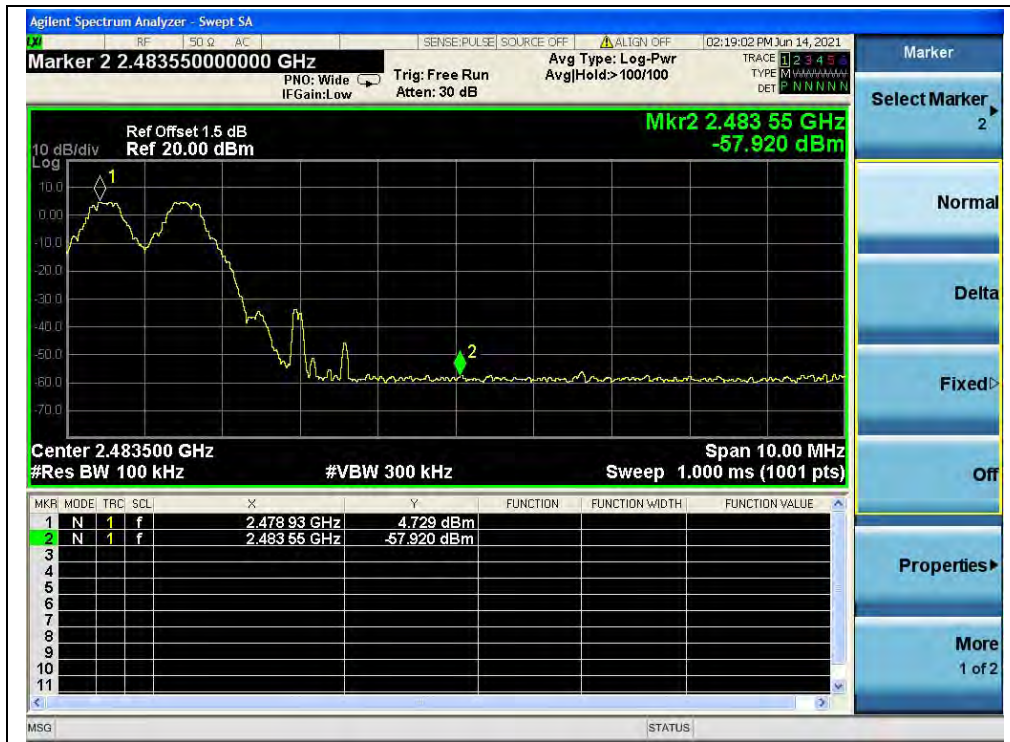 Agilent Spectrum Analyzer - Swept SA
LXI RF 50 Ω AC SENSE:PULSE SOURCE OFF ALIGN OFF 02:19:02 PM Jun 14, 2021
Marker 2 2.483550000000 GHz
PNO: Wide
IFGain:Low
Trig: Free Run
Atten: 30 dB
Avg Type: Log-Pwr
Avg|Hold:>100/100
TRACE 1 2 3 4 5 6
TYPE M
DET P N N N N N
Mkr2 2.483 55 GHz
-57.920 dBm
Ref Offset 1.5 dB
10 dB/div Ref 20.00 dBm
Log
10.0
0.00
-10.0
-20.0
-30.0
-40.0
-50.0
-60.0
-70.0
1
2
Center 2.483500 GHz Span 10.00 MHz
#Res BW 100 kHz #VBW 300 kHz Sweep 1.000 ms (1001 pts)
MKR MODE TRC SCL X Y FUNCTION FUNCTION WIDTH FUNCTION VALUE
1 N 1 f 2.478 93 GHz 4.729 dBm
2 N 1 f 2.483 55 GHz -57.920 dBm
3
4
5
6
7
8
9
10
11
MSG STATUS
Marker
Select Marker
2
Normal
Delta
Fixed
Off
Properties
More
1 of 2